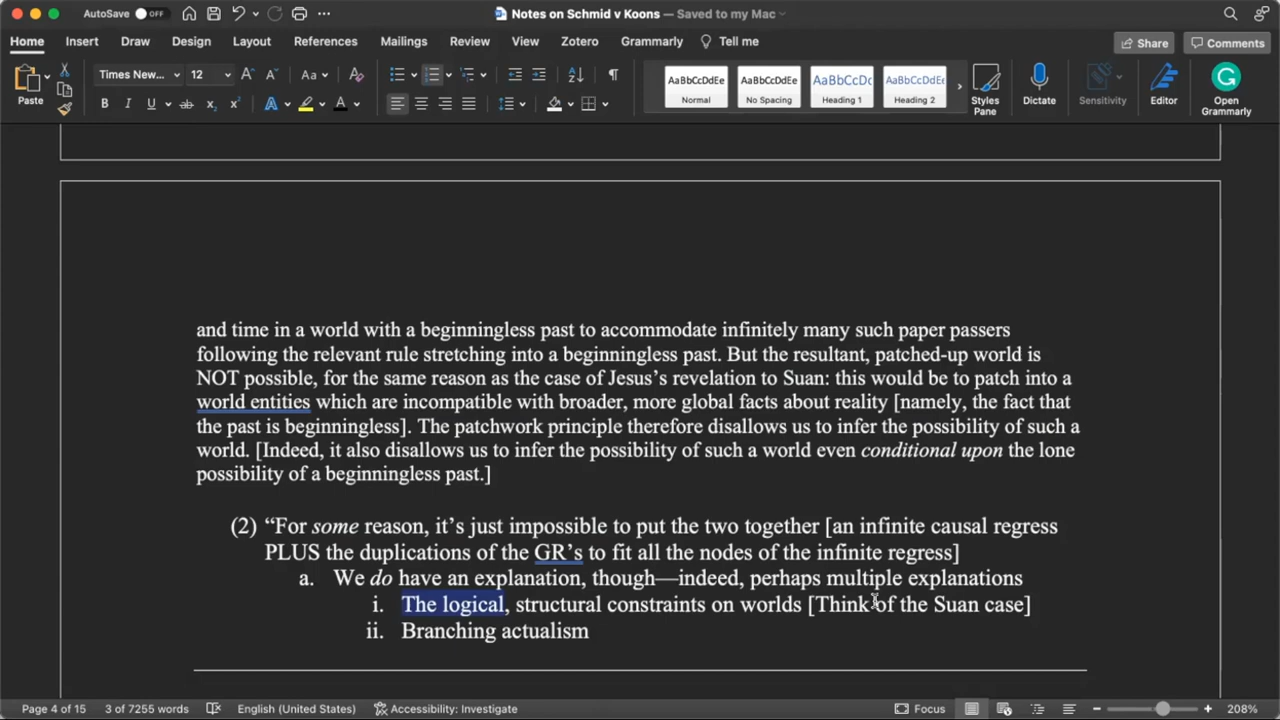 AutoSave OFF Notes on Schmid v Koons — Saved to my Mac
Home Insert Draw Design Layout References Mailings Review View Zotero Grammarly Tell me Share Comments
Paste Times New... 12 Aa AaBbCcDdEe Normal AaBbCcDdEe No Spacing AaBbCcDc Heading 1 AaBbCcDdEe Heading 2 Styles Pane Dictate Sensitivity Editor Open Grammarly
and time in a world with a beginningless past to accommodate infinitely many such paper passers
following the relevant rule stretching into a beginningless past. But the resultant, patched-up world is
NOT possible, for the same reason as the case of Jesus’s revelation to Suan: this would be to patch into a
world entities which are incompatible with broader, more global facts about reality [namely, the fact that
the past is beginningless]. The patchwork principle therefore disallows us to infer the possibility of such a
world. [Indeed, it also disallows us to infer the possibility of such a world even conditional upon the lone
possibility of a beginningless past.]
(2) “For some reason, it’s just impossible to put the two together [an infinite causal regress
PLUS the duplications of the GR’s to fit all the nodes of the infinite regress]
a. We do have an explanation, though—indeed, perhaps multiple explanations
i. The logical, structural constraints on worlds [Think of the Suan case]
ii. Branching actualism
Page 4 of 15 3 of 7255 words English (United States) Accessibility: Investigate Focus 208%